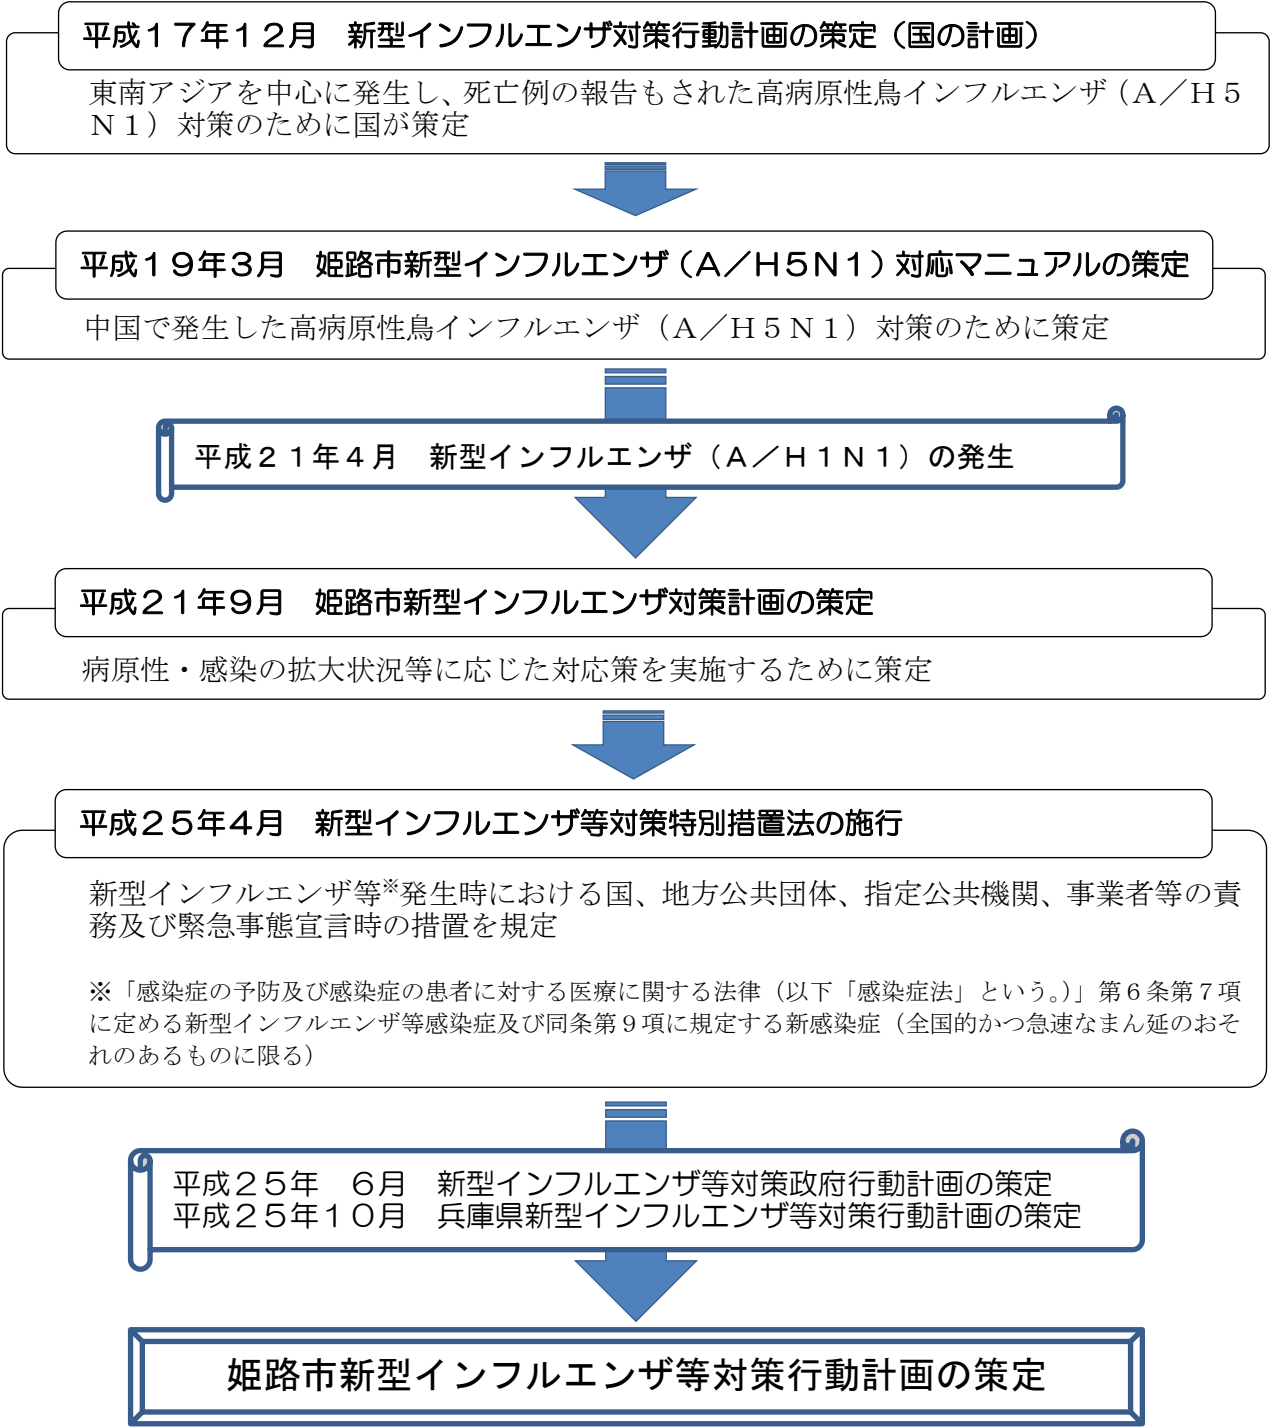 平成１７年１２月　新型インフルエンザ対策行動計画の策定（国の計画）
東南アジアを中心に発生し、死亡例の報告もされた高病原性鳥インフルエンザ（Ａ／Ｈ５
Ｎ１）対策のために国が策定
平成１９年３月　姫路市新型インフルエンザ（Ａ／Ｈ５Ｎ１）対応マニュアルの策定
中国で発生した高病原性鳥インフルエンザ（Ａ／Ｈ５Ｎ１）対策のために策定
平成２１年４月　新型インフルエンザ（Ａ／Ｈ１Ｎ１）の発生
平成２１年９月　姫路市新型インフルエンザ対策計画の策定
病原性・感染の拡大状況等に応じた対応策を実施するために策定
平成２５年４月　新型インフルエンザ等対策特別措置法の施行
新型インフルエンザ等※発生時における国、地方公共団体、指定公共機関、事業者等の責
務及び緊急事態宣言時の措置を規定
※「感染症の予防及び感染症の患者に対する医療に関する法律（以下「感染症法」という。）」第６条第７項
に定める新型インフルエンザ等感染症及び同条第９項に規定する新感染症（全国的かつ急速なまん延のおそ
れのあるものに限る）
平成２５年　６月　新型インフルエンザ等対策政府行動計画の策定
平成２５年１０月　兵庫県新型インフルエンザ等対策行動計画の策定
姫路市新型インフルエンザ等対策行動計画の策定